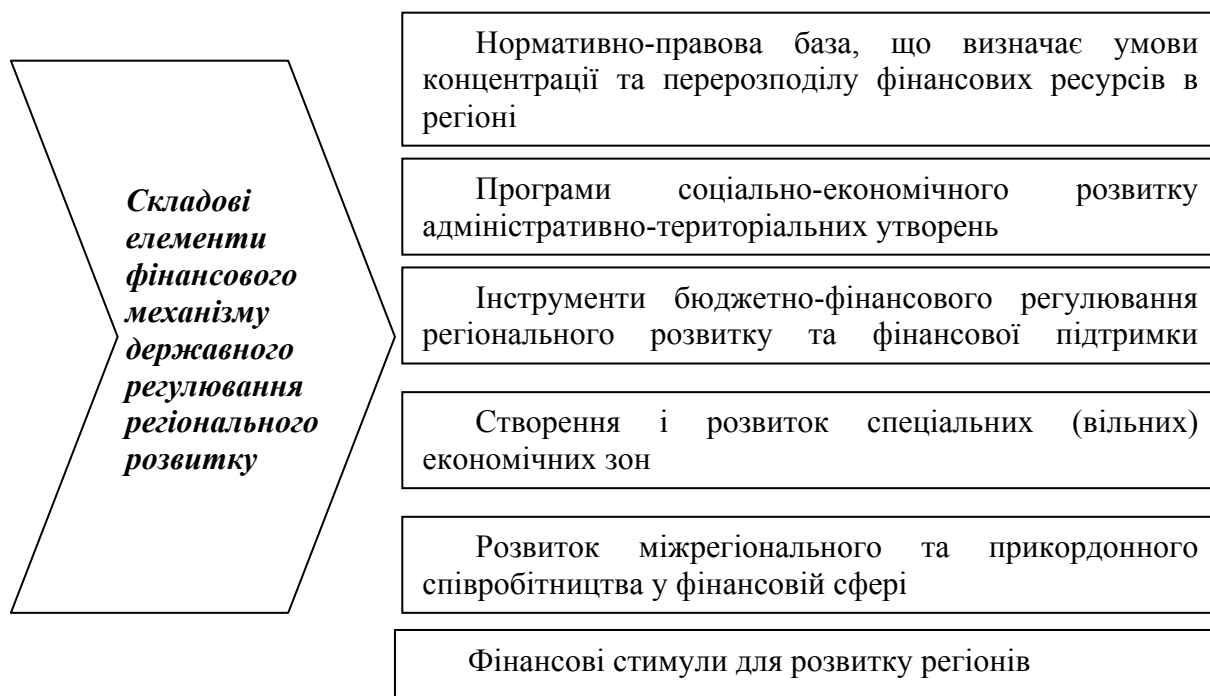 Складові
елементи
фінансового
механізму
державного
регулювання
регіонального
розвитку
Нормативно-правова база, що визначає умови
концентрації та перерозподілу фінансових ресурсів в
регіоні
Програми соціально-економічного розвитку
адміністративно-територіальних утворень
Інструменти бюджетно-фінансового регулювання
регіонального розвитку та фінансової підтримки
Створення і розвиток спеціальних (вільних)
економічних зон
Розвиток міжрегіонального та прикордонного
співробітництва у фінансовій сфері
Фінансові стимули для розвитку регіонів